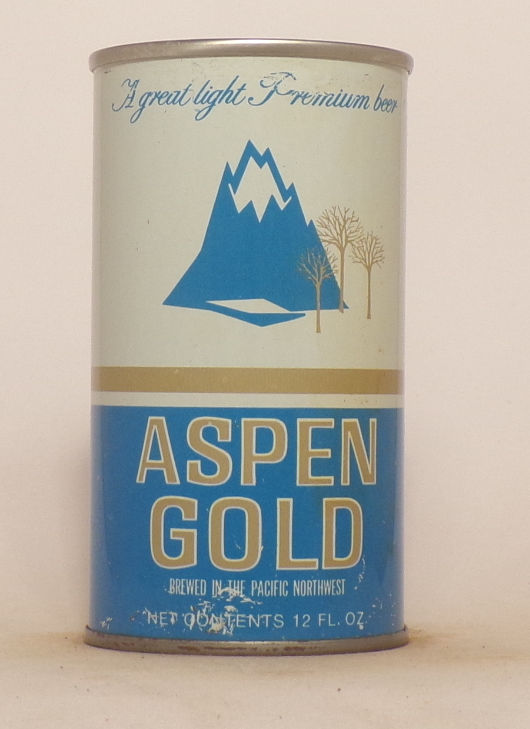 A great light Premium beer
ASPEN
GOLD
BREWED IN THE PACIFIC NORTHWEST
NET CONTENTS 12 FL. OZ.